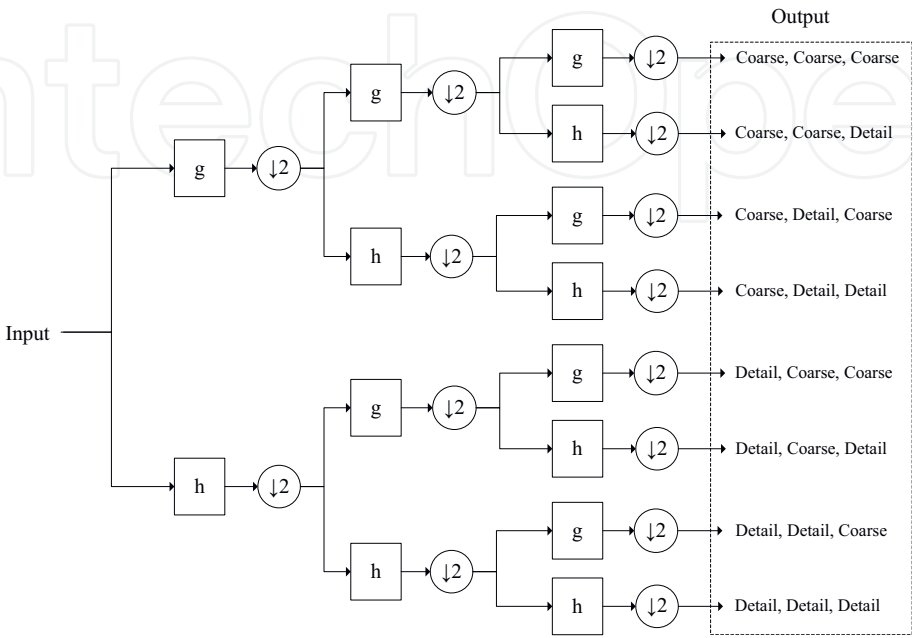 Output
g ↓2 Coarse, Coarse, Coarse
g ↓2
h ↓2 Coarse, Coarse, Detail
g ↓2
g ↓2 Coarse, Detail, Coarse
h ↓2
h ↓2 Coarse, Detail, Detail
Input
g ↓2 Detail, Coarse, Coarse
g ↓2
h ↓2 Detail, Coarse, Detail
h ↓2
g ↓2 Detail, Detail, Coarse
h ↓2
h ↓2 Detail, Detail, Detail
ntechOpe